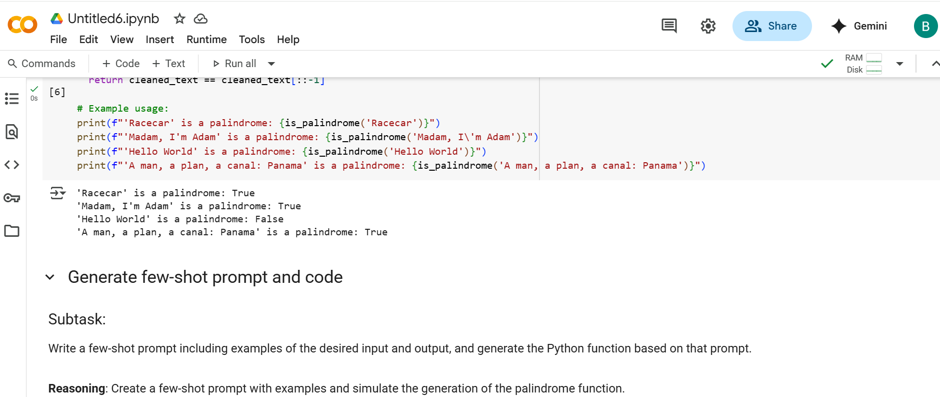 Untitled6.ipynb
File Edit View Insert Runtime Tools Help
Share
Gemini
B
Commands + Code + Text Run all
RAM
Disk
return cleaned_text == cleaned_text[::-1]
[6]
0s
# Example usage:
print(f"'Racecar' is a palindrome: {is_palindrome('Racecar')}")
print(f"'Madam, I'm Adam' is a palindrome: {is_palindrome('Madam, I\'m Adam')}")
print(f"'Hello World' is a palindrome: {is_palindrome('Hello World')}")
print(f"'A man, a plan, a canal: Panama' is a palindrome: {is_palindrome('A man, a plan, a canal: Panama')}")
'Racecar' is a palindrome: True
'Madam, I'm Adam' is a palindrome: True
'Hello World' is a palindrome: False
'A man, a plan, a canal: Panama' is a palindrome: True
Generate few-shot prompt and code
Subtask:
Write a few-shot prompt including examples of the desired input and output, and generate the Python function based on that prompt.
Reasoning: Create a few-shot prompt with examples and simulate the generation of the palindrome function.